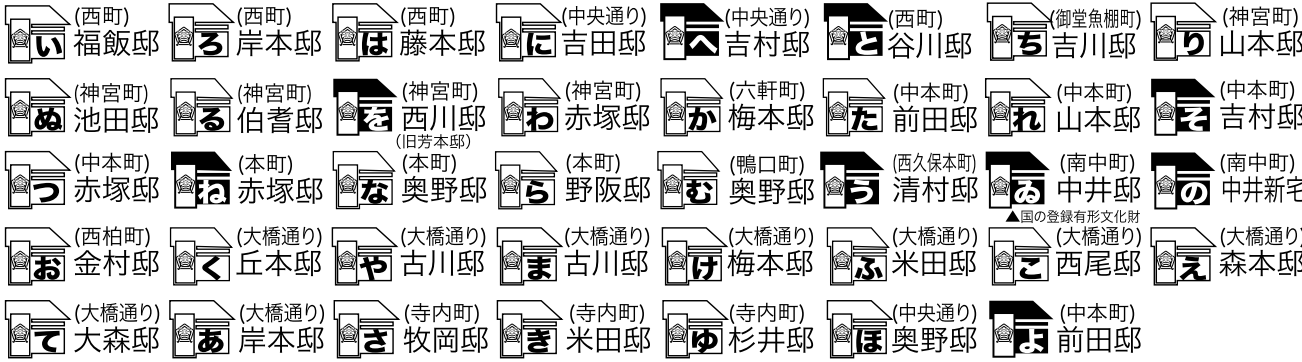 (西町) (西町) (西町) (中央通り) (中央通り) (西町) (御堂魚棚町) (神宮町)
い 福飯邸 ろ 岸本邸 は 藤本邸 に 吉田邸 へ 吉村邸 と 谷川邸 ち 吉川邸 り 山本邸
(神宮町) (神宮町) (神宮町) (神宮町) (六軒町) (中本町) (中本町) (中本町)
ぬ 池田邸 る 伯耆邸 を 西川邸 わ 赤塚邸 か 梅本邸 た 前田邸 れ 山本邸 そ 吉村邸
(旧芳本邸)
(中本町) (本町) (本町) (本町) (鴨口町) (西久保本町) (南中町) (南中町)
つ 赤塚邸 ね 赤塚邸 な 奥野邸 ら 野阪邸 む 奥野邸 う 清村邸 ゐ 中井邸 の 中井新宅
▲国の登録有形文化財
(西柏町) (大橋通り) (大橋通り) (大橋通り) (大橋通り) (大橋通り) (大橋通り) (大橋通り)
お 金村邸 く 丘本邸 や 古川邸 ま 古川邸 け 梅本邸 ふ 米田邸 こ 西尾邸 え 森本邸
(大橋通り) (大橋通り) (寺内町) (寺内町) (寺内町) (中央通り) (中本町)
て 大森邸 あ 岸本邸 さ 牧岡邸 き 米田邸 ゆ 杉井邸 ほ 奥野邸 よ 前田邸